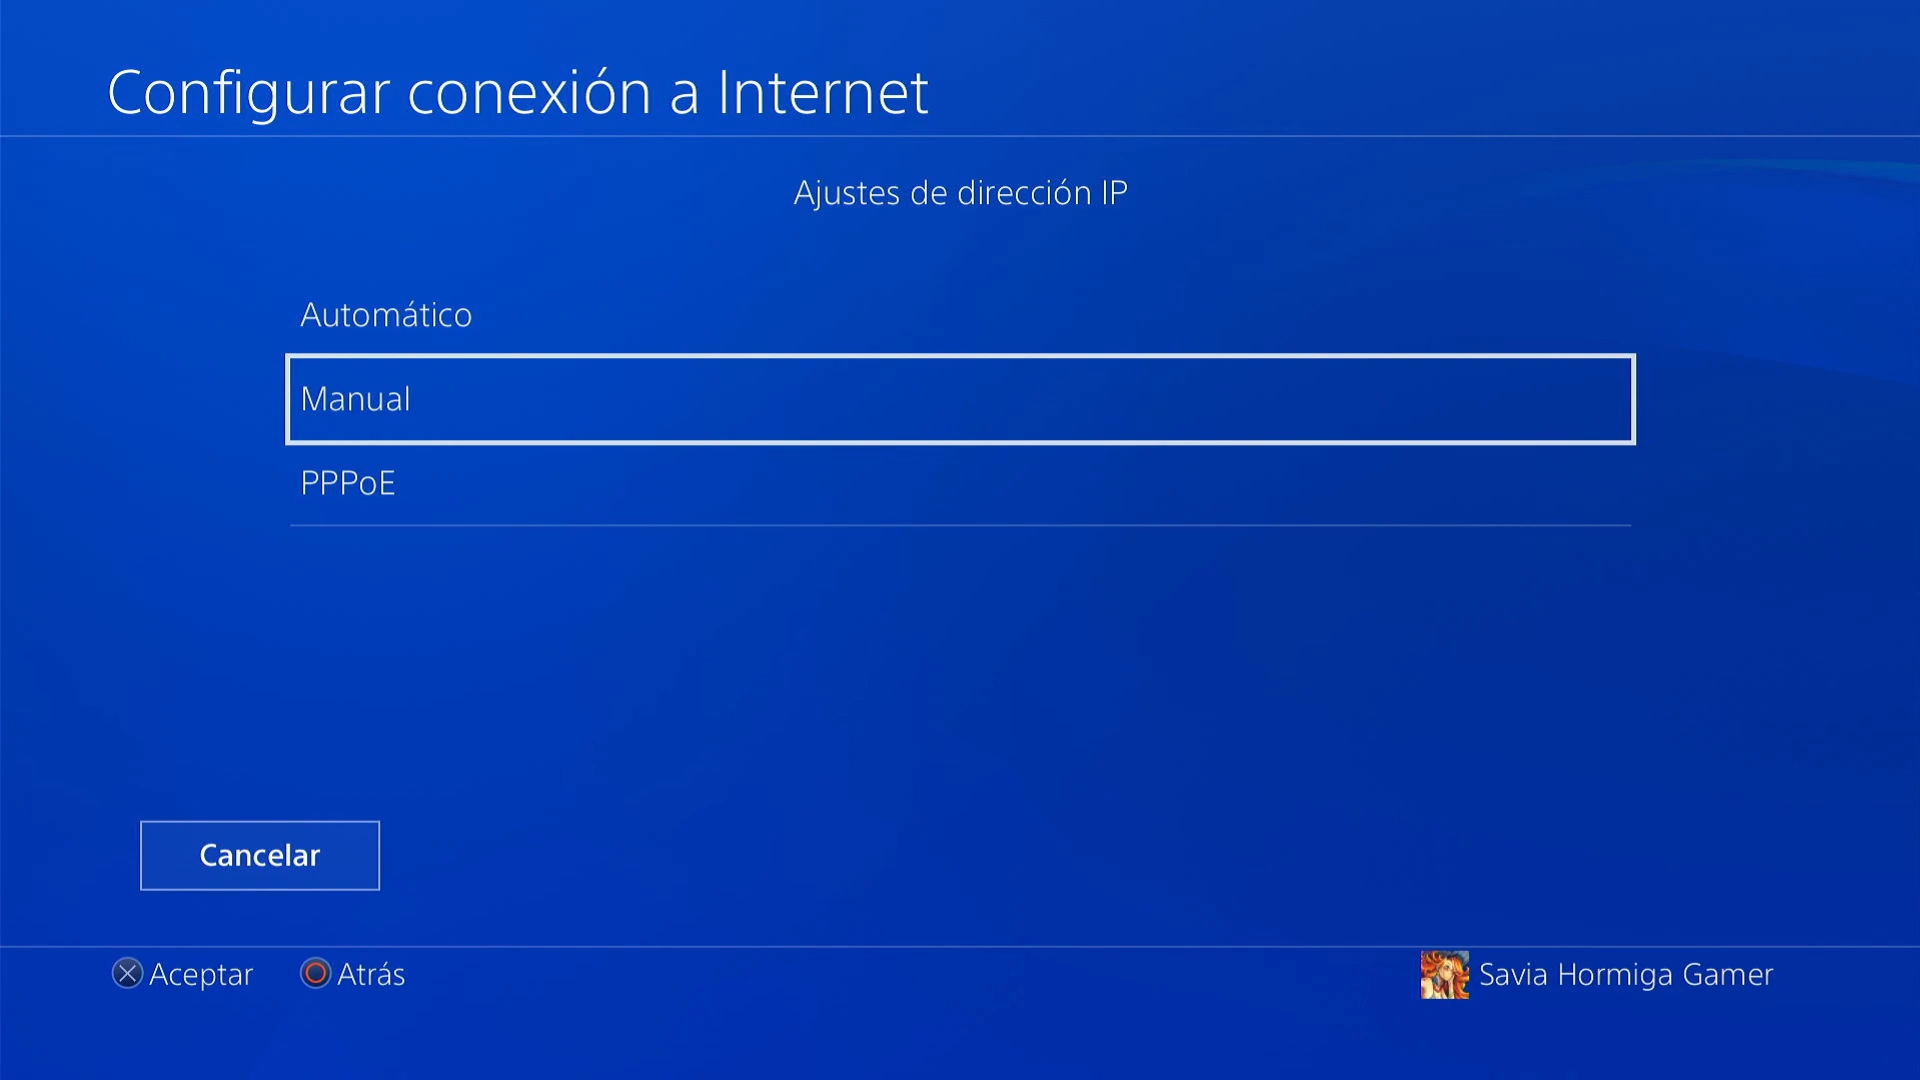 Configurar conexión a Internet
Ajustes de dirección IP
Automático
Manual
PPPoE
Cancelar
Aceptar
Atrás
Savia Hormiga Gamer